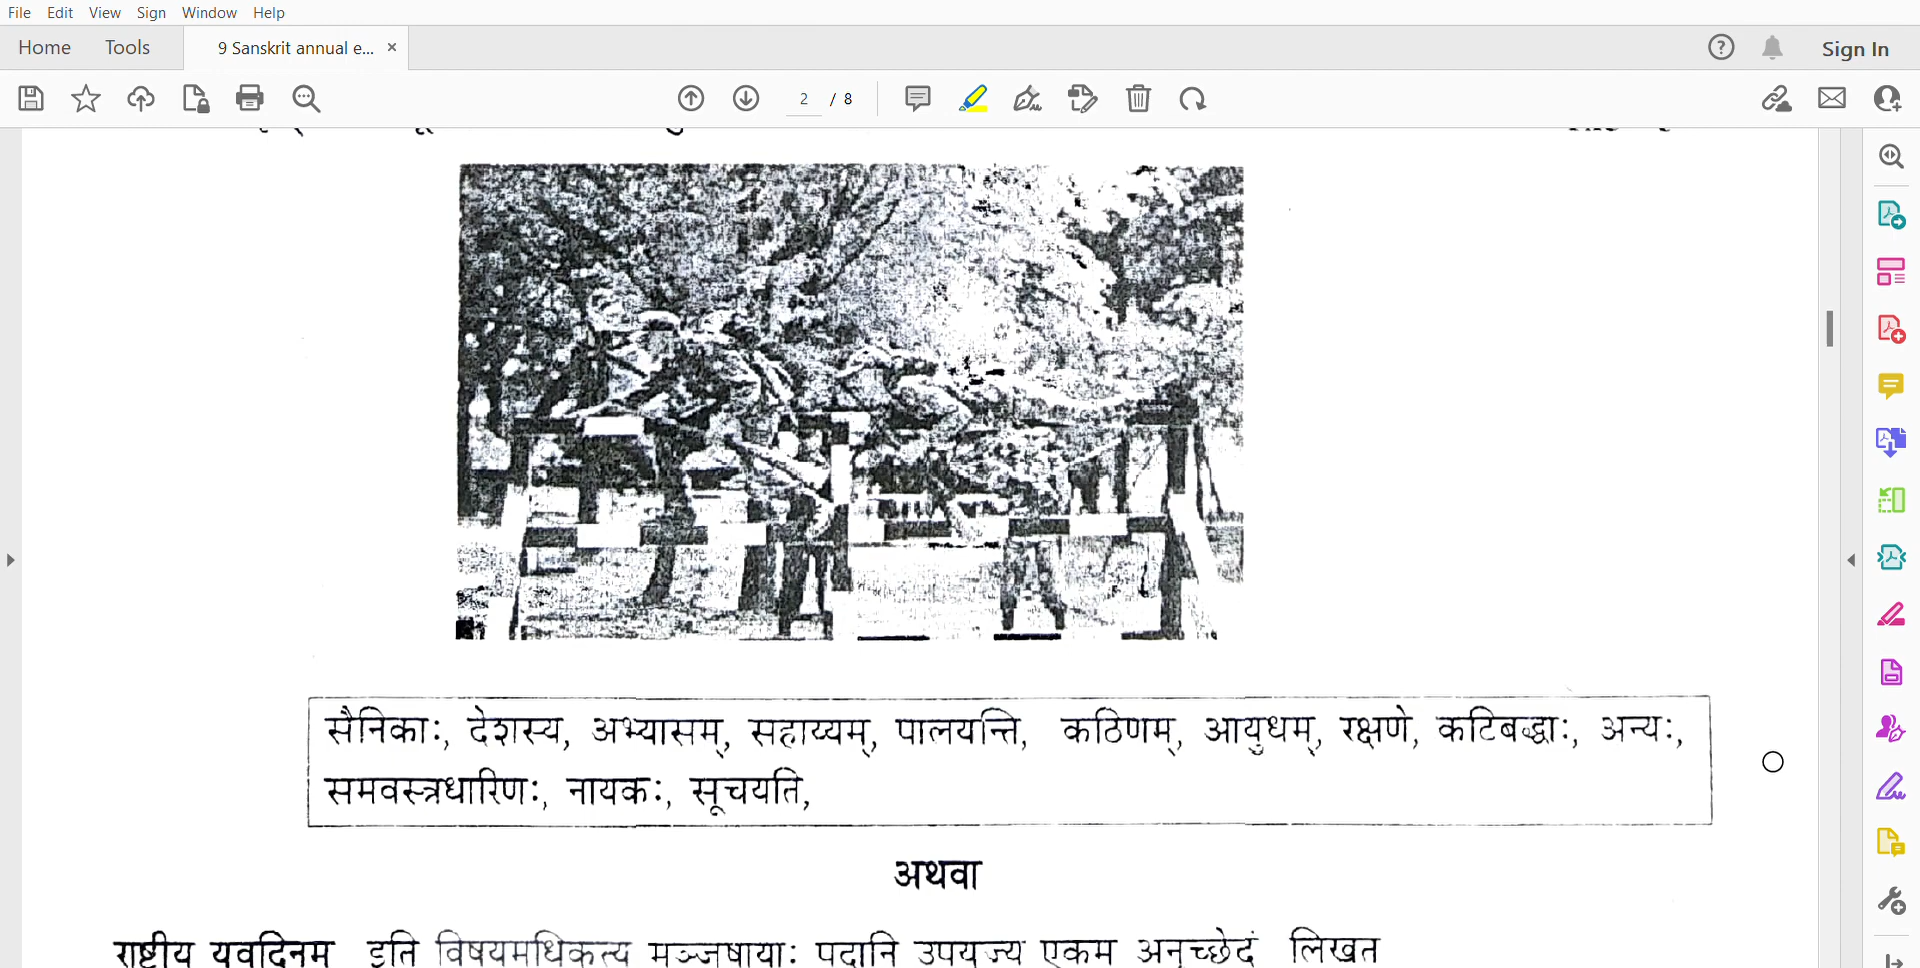 File Edit View Sign Window Help
Home Tools 9 Sanskrit annual e... × Sign In
2 / 8
सैनिकाः, देशस्य, अभ्यासम्, सहाय्यम्, पालयन्ति, कठिणम्, आयुधम्, रक्षणे, कटिबद्धाः, अन्यः,
समवस्त्रधारिणः, नायकः, सूचयति,
अथवा
राष्ट्रीय युवदिनम् इति विषयमधिकृत्य मञ्जूषायाः पदानि उपयुज्य एकम् अनुच्छेदं लिखत